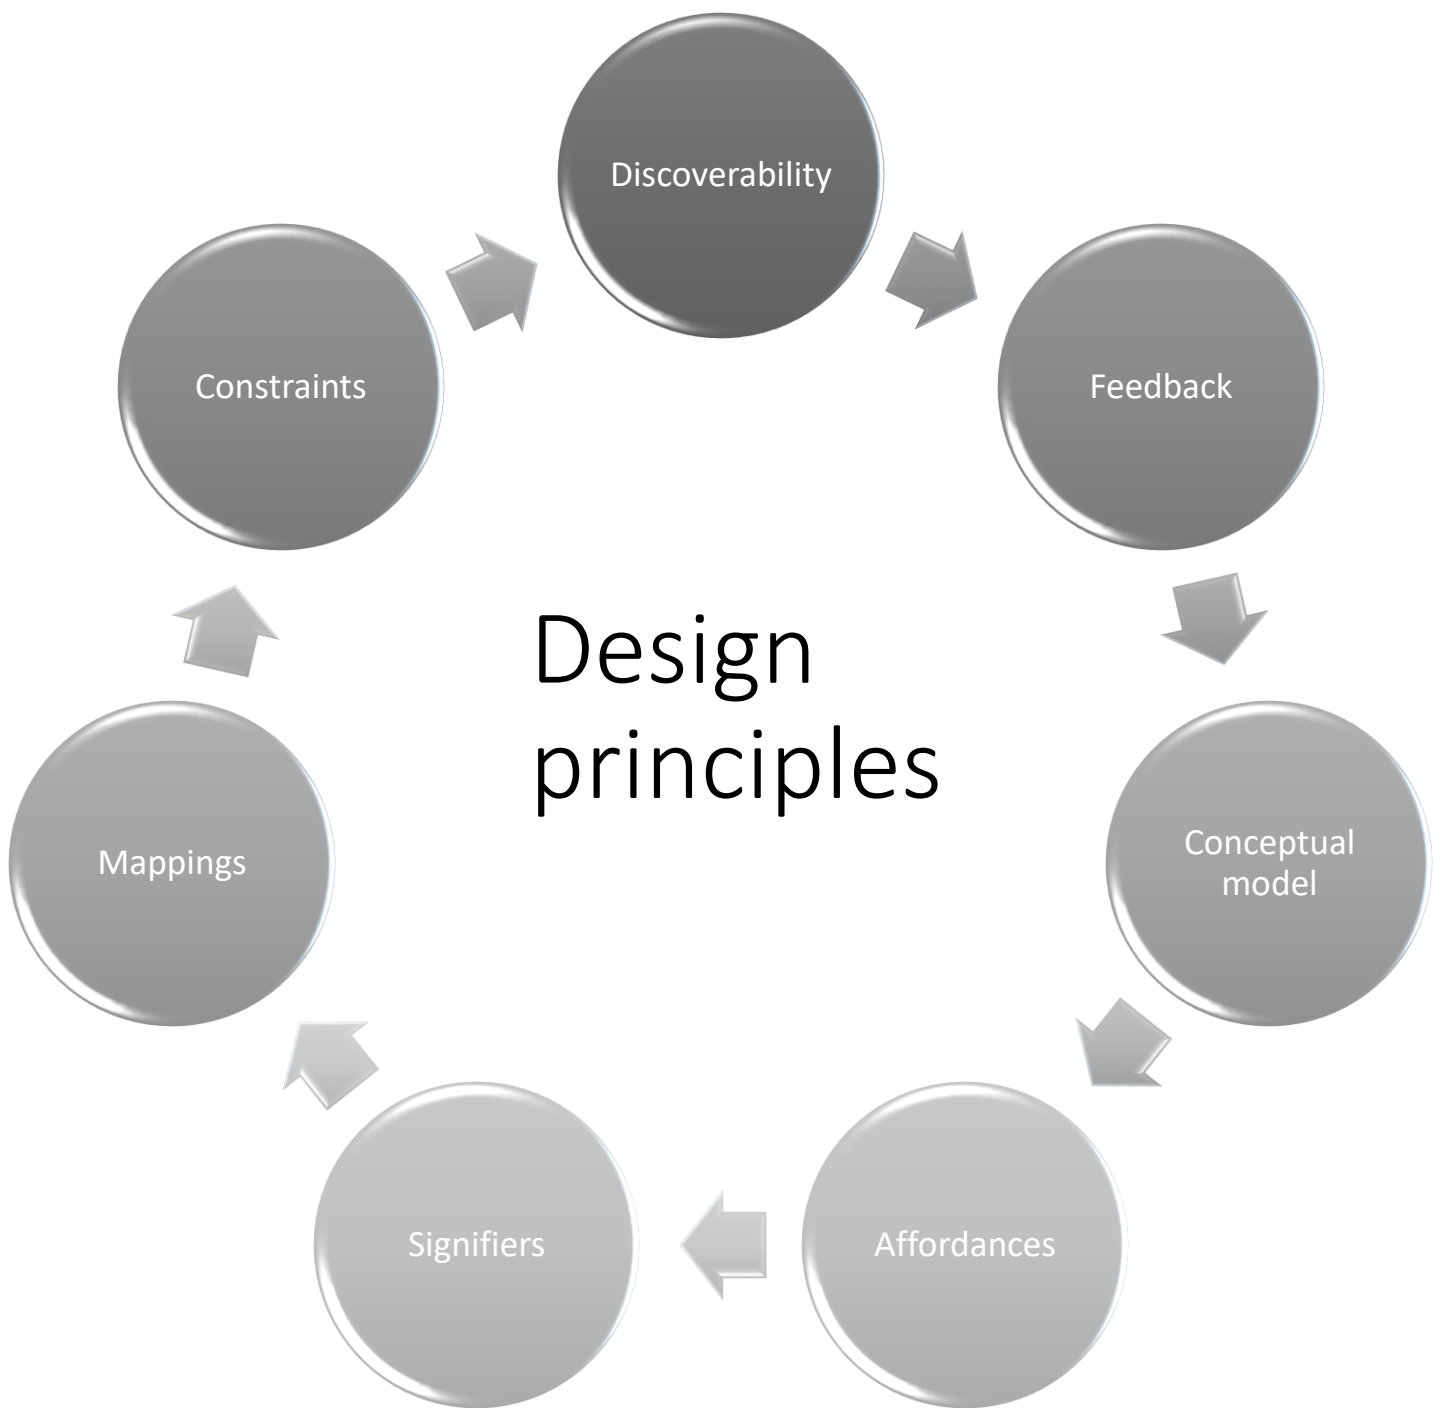 Discoverability
Feedback
Conceptual
model
Affordances
Signifiers
Mappings
Constraints
Design
principles